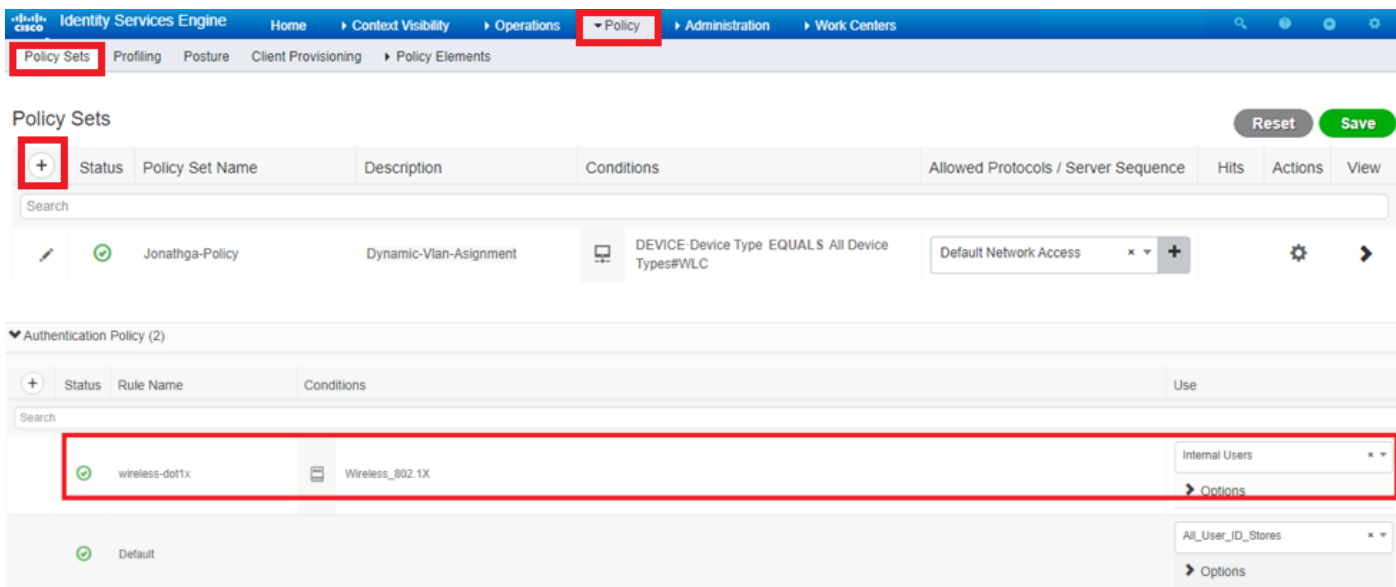 cisco Identity Services Engine Home Context Visibility Operations Policy Administration Work Centers
Policy Sets Profiling Posture Client Provisioning Policy Elements
Policy Sets
Reset Save
+ Status Policy Set Name Description Conditions Allowed Protocols / Server Sequence Hits Actions View
Search
Jonathga-Policy Dynamic-Vlan-Asignment DEVICE·Device Type EQUALS All Device Types#WLC Default Network Access × +
Authentication Policy (2)
+ Status Rule Name Conditions Use
Search
wireless-dot1x Wireless_802.1X Internal Users ×
Options
Default All_User_ID_Stores ×
Options